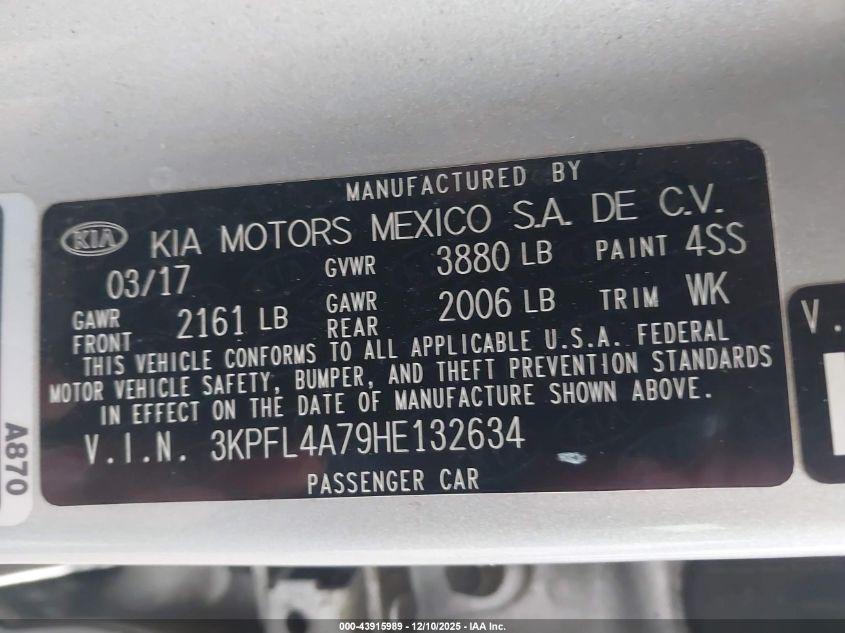 MANUFACTURED BY
KIA KIA MOTORS MEXICO S.A. DE C.V.
03/17 GVWR 3880 LB PAINT 4SS
GAWR FRONT 2161 LB GAWR REAR 2006 LB TRIM WK
THIS VEHICLE CONFORMS TO ALL APPLICABLE U.S.A. FEDERAL
MOTOR VEHICLE SAFETY, BUMPER, AND THEFT PREVENTION STANDARDS
IN EFFECT ON THE DATE OF MANUFACTURE SHOWN ABOVE.
V.I.N. 3KPFL4A79HE132634
PASSENGER CAR
A870
V.
000-43915989 - 12/10/2025 - IAA Inc.